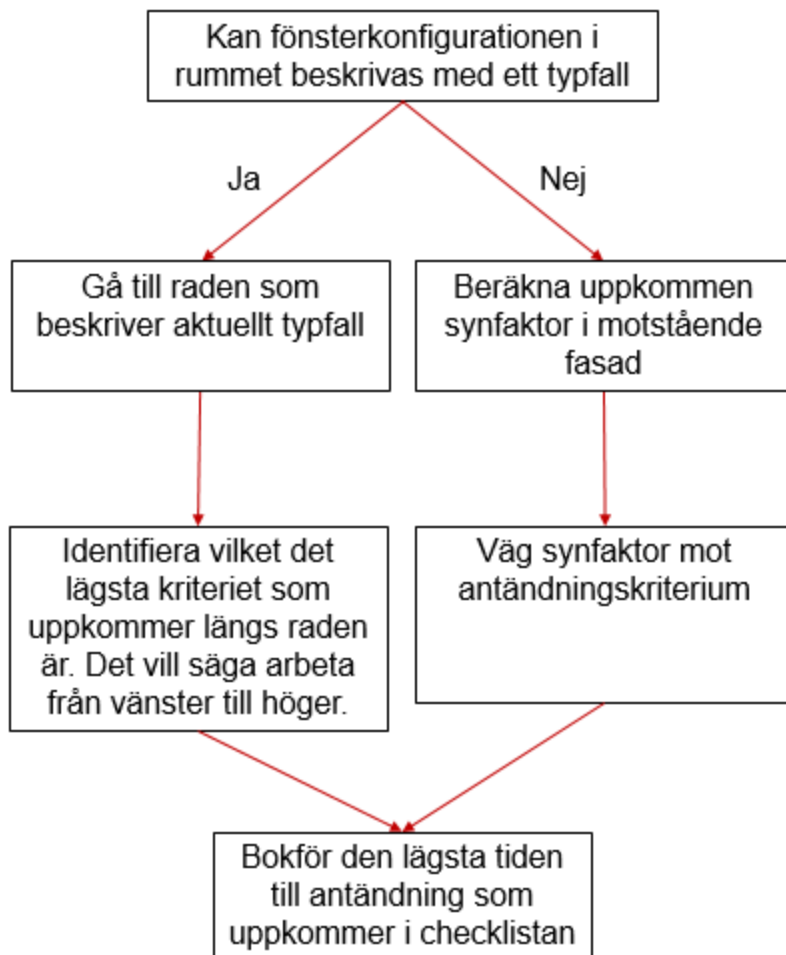 Kan fönsterkonfigurationen i
rummet beskrivas med ett typfall
Ja
Nej
Gå till raden som
beskriver aktuellt typfall
Beräkna uppkommen
synfaktor i motstående
fasad
Identifiera vilket det
lägsta kriteriet som
uppkommer längs raden
är. Det vill säga arbeta
från vänster till höger.
Väg synfaktor mot
antändningskriterium
Bokför den lägsta tiden
till antändning som
uppkommer i checklistan